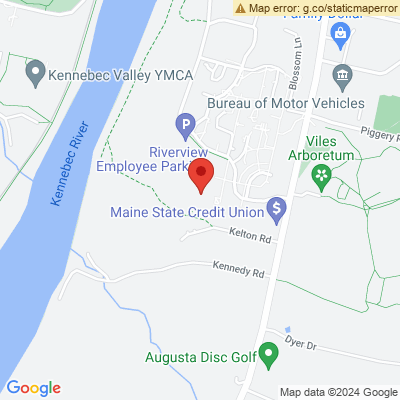 Map error: g.co/staticmaperror
Family Dollar
Blossom Ln
Kennebec Valley YMCA
Bureau of Motor Vehicles
Kennebec River
P
Piggery R
Riverview
Employee Parki
Viles
Arboretum
Maine State Credit Union
$
Kelton Rd
Kennedy Rd
Dyer Dr
Augusta Disc Golf
Google
Map data ©2024 Google